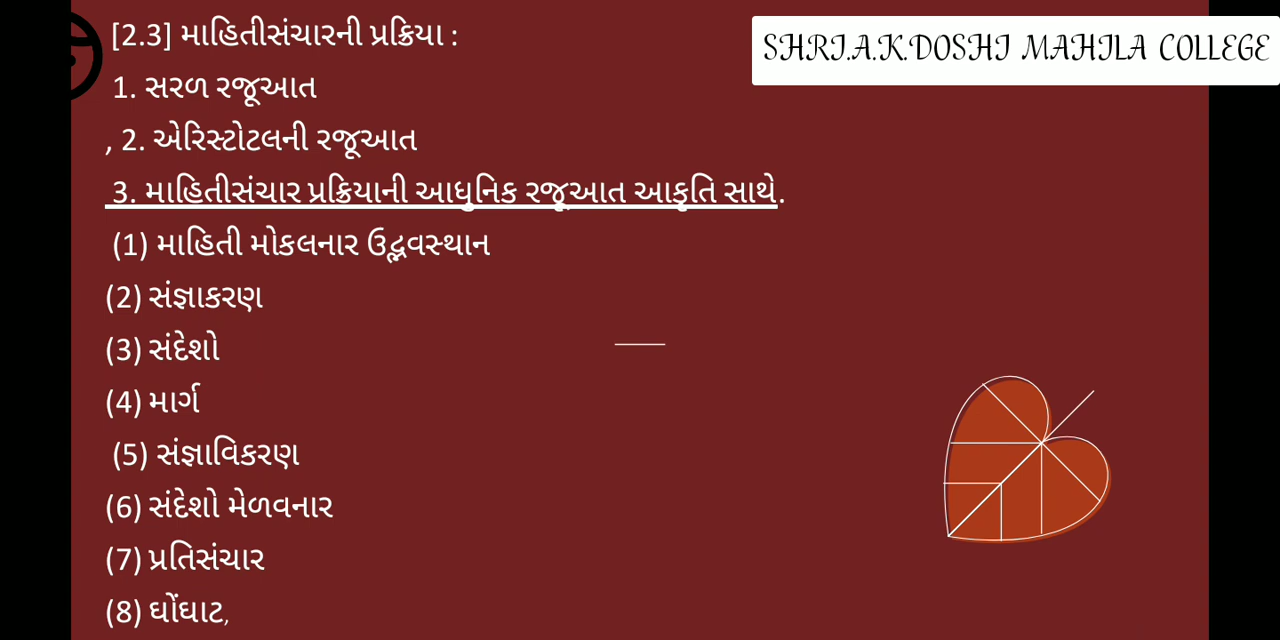 [2.3] માહિતીસંચારની પ્રક્રિયા :
SHRI.A.K.DOSHI MAHILA COLLEGE
1. સરળ રજૂઆત
, 2. એરિસ્ટોટલની રજૂઆત
3. માહિતીસંચાર પ્રક્રિયાની આધુનિક રજૂઆત આકૃતિ સાથે.
(1) માહિતી મોકલનાર ઉદ્ભવસ્થાન
(2) સંજ્ઞાકરણ
(3) સંદેશો
(4) માર્ગ
(5) સંજ્ઞાવિકરણ
(6) સંદેશો મેળવનાર
(7) પ્રતિસંચાર
(8) ઘોંઘાટ,